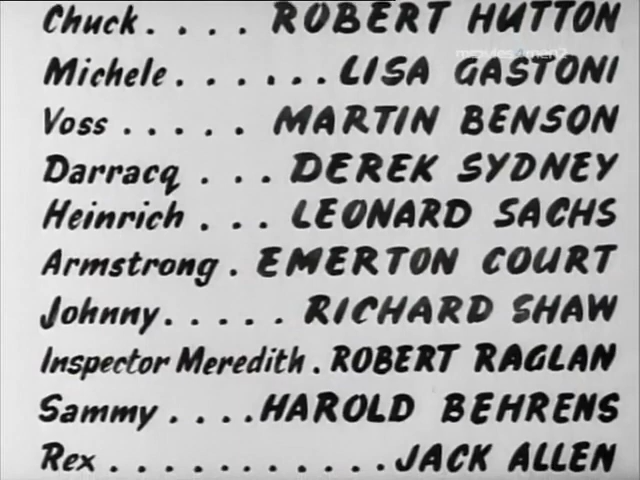 Chuck. . . . ROBERT HUTTON
movies4men2
Michele . . . . . . LISA GASTONI
Voss . . . . . MARTIN BENSON
Darracq . . . DEREK SYDNEY
Heinrich . . . LEONARD SACHS
Armstrong . EMERTON COURT
Johnny. . . . . RICHARD SHAW
Inspector Meredith . ROBERT RAGLAN
Sammy . . . . HAROLD BEHRENS
Rex . . . . . . . . . . . . JACK ALLEN